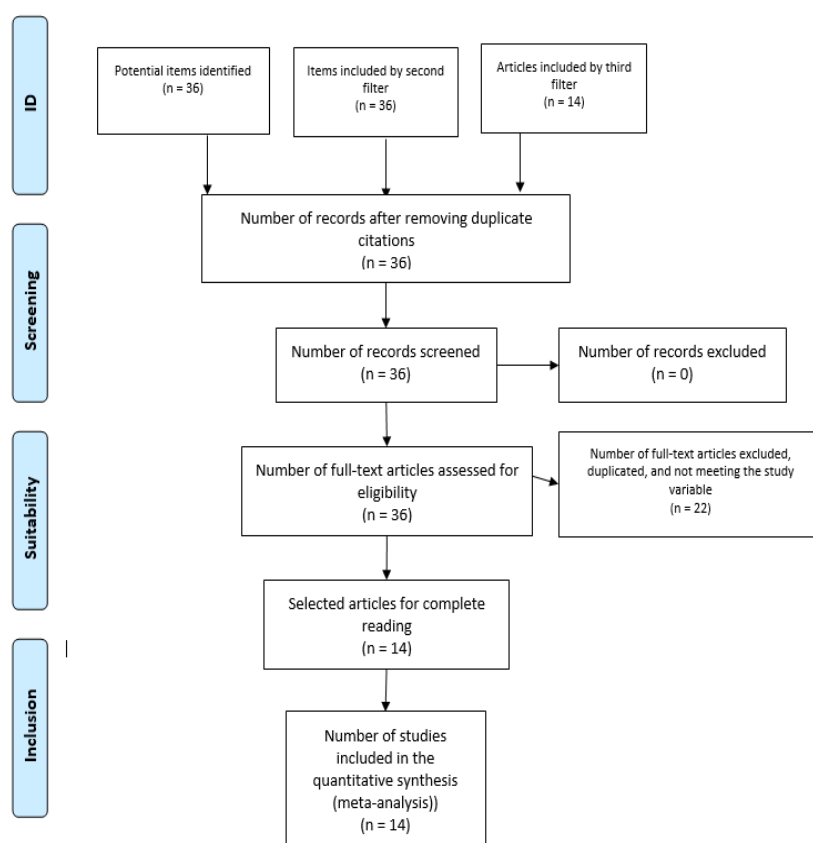 ID
Potential items identified
(n = 36)
Items included by second
filter
(n = 36)
Articles included by third
filter
(n = 14)
Number of records after removing duplicate
citations
(n = 36)
Screening
Number of records screened
(n = 36)
Number of records excluded
(n = 0)
Suitability
Number of full-text articles assessed for
eligibility
(n = 36)
Number of full-text articles excluded,
duplicated, and not meeting the study
variable
(n = 22)
Selected articles for complete
reading
(n = 14)
Inclusion
Number of studies
included in the
quantitative synthesis
(meta-analysis))
(n = 14)